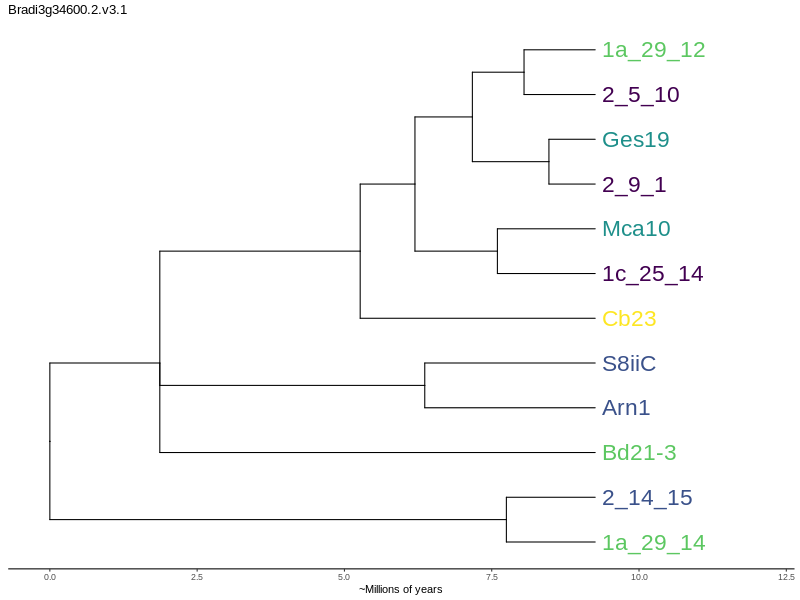 Bradi3g34600.2.v3.1
1a_29_12
2_5_10
Ges19
2_9_1
Mca10
1c_25_14
Cb23
S8iiC
Arn1
Bd21-3
2_14_15
1a_29_14
0.0 2.5 5.0 7.5 10.0 12.5
~Millions of years